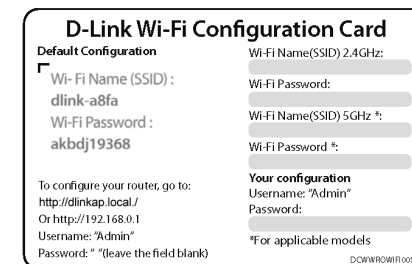 D-Link Wi-Fi Configuration Card
Default Configuration
Wi- Fi Name (SSID) :
dlink-a8fa
Wi-Fi Password :
akbdj19368
To configure your router, go to:
http://dlinkap.local./
Or http://192.168.0.1
Username: "Admin"
Password: " "(leave the field blank)
Wi-Fi Name(SSID) 2.4GHz:
Wi-Fi Password:
Wi-Fi Name(SSID) 5GHz *:
Wi-Fi Password *:
Your configuration
Username: "Admin"
Password:
*For applicable models
DCWWROWIFI001